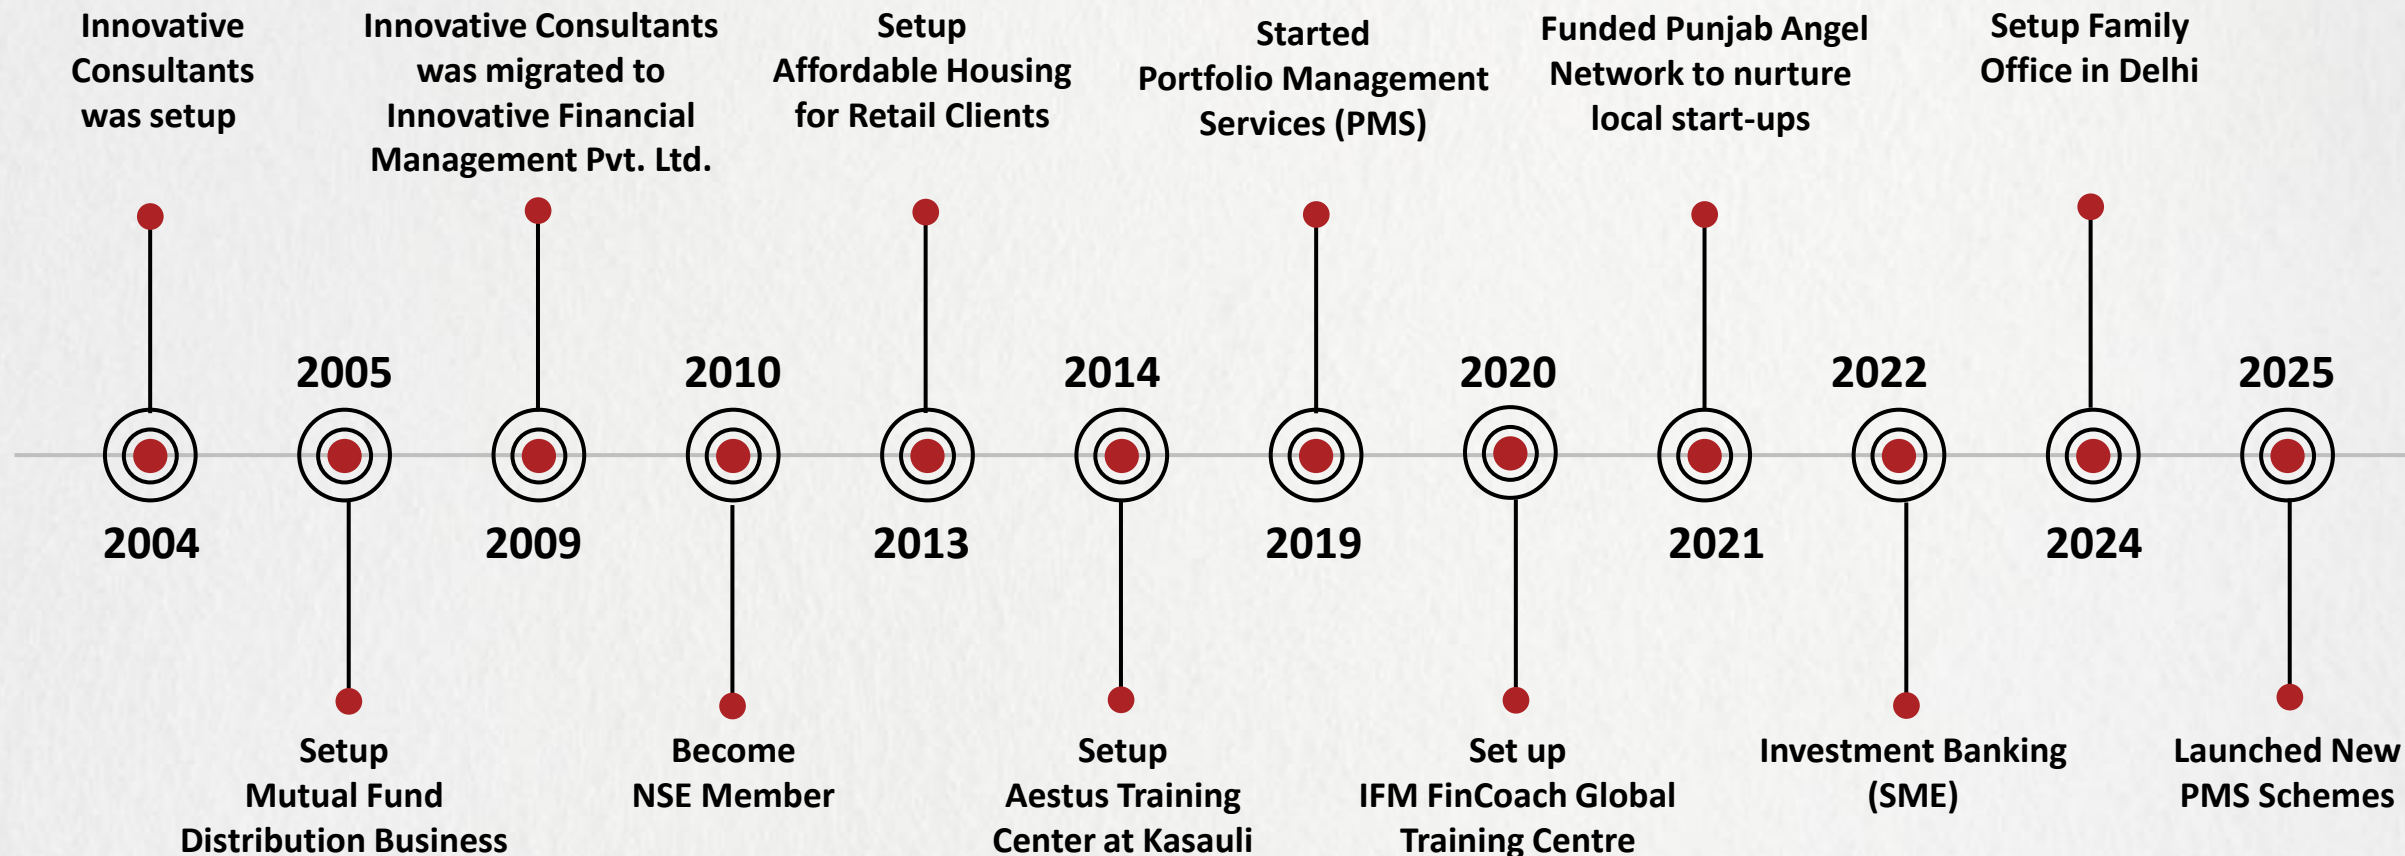 Innovative
Consultants
was setup
2004
2005
Setup
Mutual Fund
Distribution Business
Innovative Consultants
was migrated to
Innovative Financial
Management Pvt. Ltd.
2009
2010
Become
NSE Member
Setup
Affordable Housing
for Retail Clients
2013
2014
Setup
Aestus Training
Center at Kasauli
Started
Portfolio Management
Services (PMS)
2019
2020
Set up
IFM FinCoach Global
Training Centre
Funded Punjab Angel
Network to nurture
local start-ups
2021
2022
Investment Banking
(SME)
Setup Family
Office in Delhi
2024
2025
Launched New
PMS Schemes